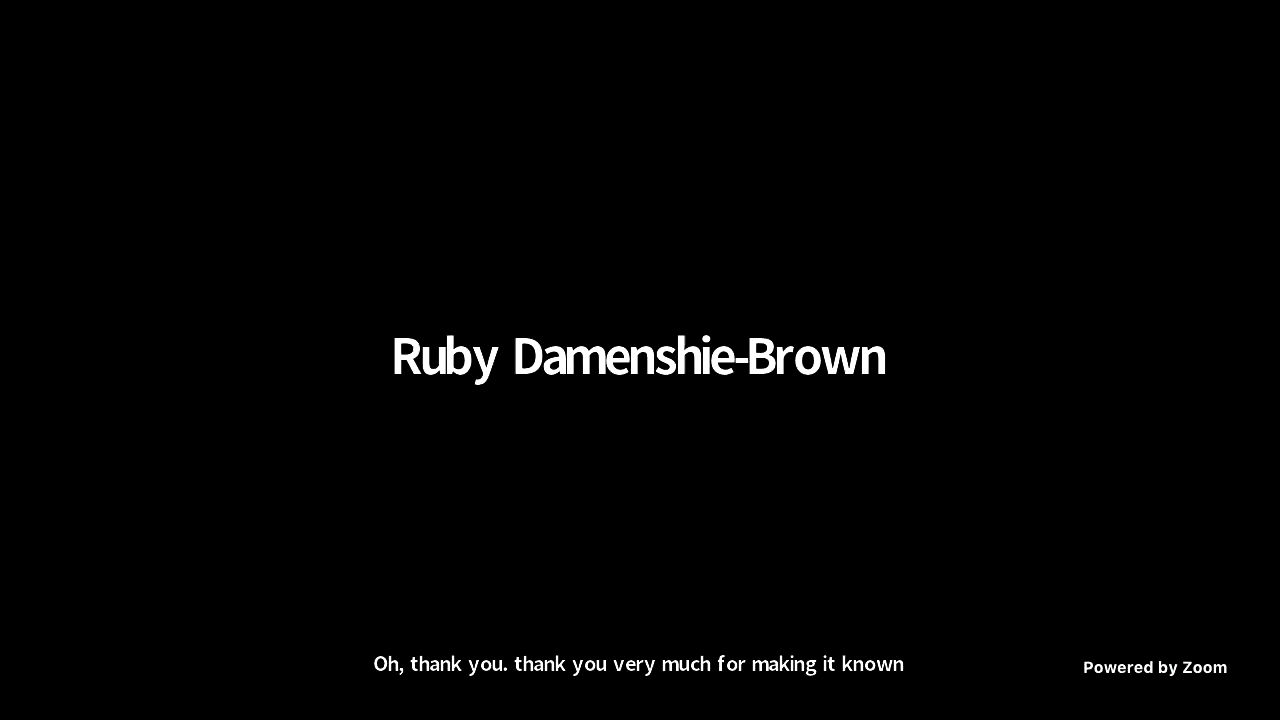 Ruby Damenshie-Brown
Oh, thank you. thank you very much for making it known
Powered by Zoom